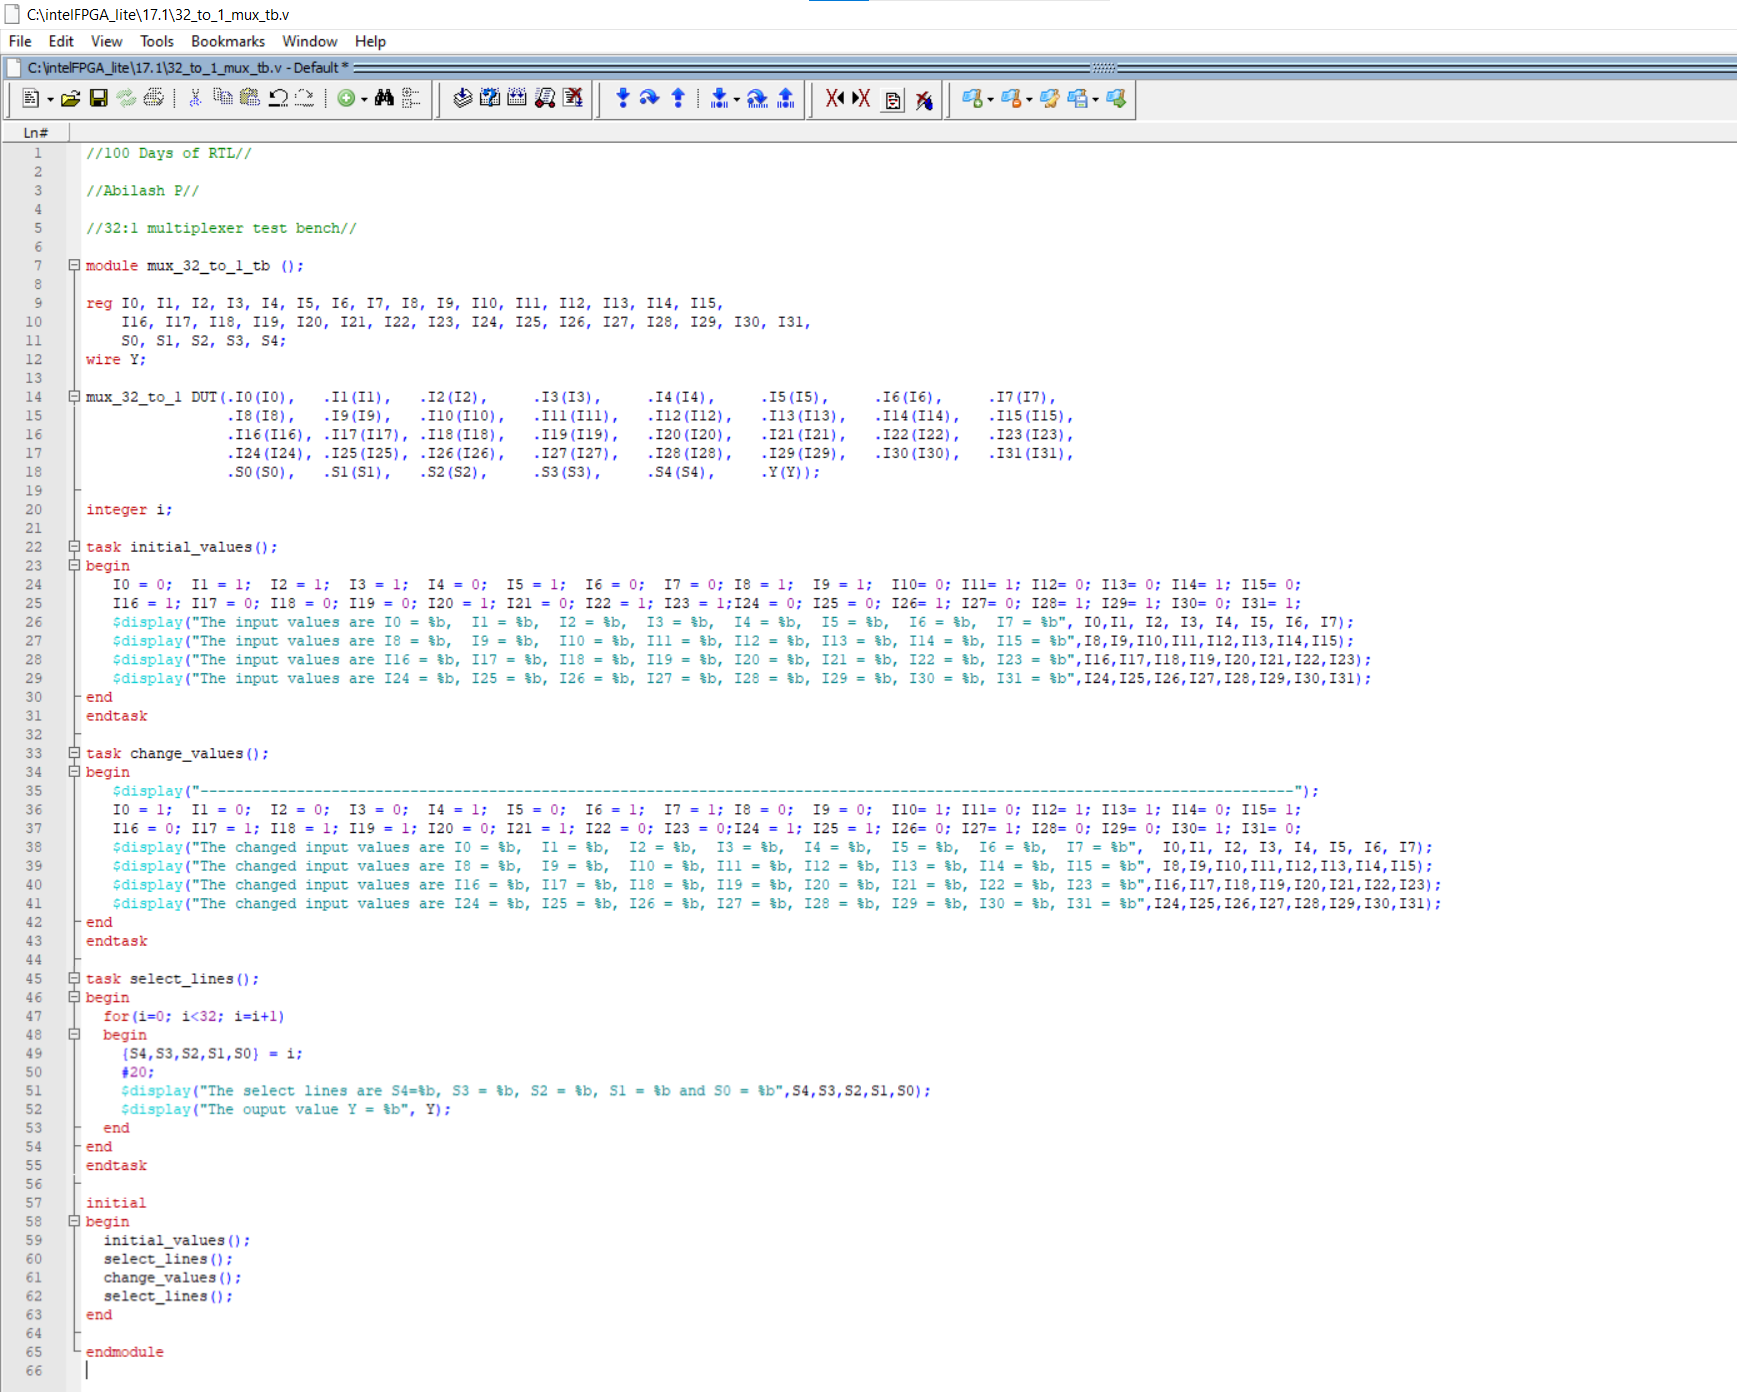 C:\intelFPGA_lite\17.1\32_to_1_mux_tb.v
File Edit View Tools Bookmarks Window Help
C:\intelFPGA_lite\17.1\32_to_1_mux_tb.v - Default *
Ln#
1 //100 Days of RTL//
2
3 //Abilash P//
4
5 //32:1 multiplexer test bench//
6
7 module mux_32_to_1_tb ();
8
9 reg I0, I1, I2, I3, I4, I5, I6, I7, I8, I9, I10, I11, I12, I13, I14, I15,
10 I16, I17, I18, I19, I20, I21, I22, I23, I24, I25, I26, I27, I28, I29, I30, I31,
11 S0, S1, S2, S3, S4;
12 wire Y;
13
14 mux_32_to_1 DUT(.I0(I0), .I1(I1), .I2(I2), .I3(I3), .I4(I4), .I5(I5), .I6(I6), .I7(I7),
15 .I8(I8), .I9(I9), .I10(I10), .I11(I11), .I12(I12), .I13(I13), .I14(I14), .I15(I15),
16 .I16(I16), .I17(I17), .I18(I18), .I19(I19), .I20(I20), .I21(I21), .I22(I22), .I23(I23),
17 .I24(I24), .I25(I25), .I26(I26), .I27(I27), .I28(I28), .I29(I29), .I30(I30), .I31(I31),
18 .S0(S0), .S1(S1), .S2(S2), .S3(S3), .S4(S4), .Y(Y));
19
20 integer i;
21
22 task initial_values();
23 begin
24 I0 = 0; I1 = 1; I2 = 1; I3 = 1; I4 = 0; I5 = 1; I6 = 0; I7 = 0; I8 = 1; I9 = 1; I10= 0; I11= 1; I12= 0; I13= 0; I14= 1; I15= 0;
25 I16 = 1; I17 = 0; I18 = 0; I19 = 0; I20 = 1; I21 = 0; I22 = 1; I23 = 1;I24 = 0; I25 = 0; I26= 1; I27= 0; I28= 1; I29= 1; I30= 0; I31= 1;
26 $display("The input values are I0 = %b, I1 = %b, I2 = %b, I3 = %b, I4 = %b, I5 = %b, I6 = %b, I7 = %b", I0,I1, I2, I3, I4, I5, I6, I7);
27 $display("The input values are I8 = %b, I9 = %b, I10 = %b, I11 = %b, I12 = %b, I13 = %b, I14 = %b, I15 = %b",I8,I9,I10,I11,I12,I13,I14,I15);
28 $display("The input values are I16 = %b, I17 = %b, I18 = %b, I19 = %b, I20 = %b, I21 = %b, I22 = %b, I23 = %b",I16,I17,I18,I19,I20,I21,I22,I23);
29 $display("The input values are I24 = %b, I25 = %b, I26 = %b, I27 = %b, I28 = %b, I29 = %b, I30 = %b, I31 = %b",I24,I25,I26,I27,I28,I29,I30,I31);
30 end
31 endtask
32
33 task change_values();
34 begin
35 $display("-----------------------------------------------------------------------------------------------------------------------------");
36 I0 = 1; I1 = 0; I2 = 0; I3 = 0; I4 = 1; I5 = 0; I6 = 1; I7 = 1; I8 = 0; I9 = 0; I10= 1; I11= 0; I12= 1; I13= 1; I14= 0; I15= 1;
37 I16 = 0; I17 = 1; I18 = 1; I19 = 1; I20 = 0; I21 = 1; I22 = 0; I23 = 0;I24 = 1; I25 = 1; I26= 0; I27= 1; I28= 0; I29= 0; I30= 1; I31= 0;
38 $display("The changed input values are I0 = %b, I1 = %b, I2 = %b, I3 = %b, I4 = %b, I5 = %b, I6 = %b, I7 = %b", I0,I1, I2, I3, I4, I5, I6, I7);
39 $display("The changed input values are I8 = %b, I9 = %b, I10 = %b, I11 = %b, I12 = %b, I13 = %b, I14 = %b, I15 = %b", I8,I9,I10,I11,I12,I13,I14,I15);
40 $display("The changed input values are I16 = %b, I17 = %b, I18 = %b, I19 = %b, I20 = %b, I21 = %b, I22 = %b, I23 = %b",I16,I17,I18,I19,I20,I21,I22,I23);
41 $display("The changed input values are I24 = %b, I25 = %b, I26 = %b, I27 = %b, I28 = %b, I29 = %b, I30 = %b, I31 = %b",I24,I25,I26,I27,I28,I29,I30,I31);
42 end
43 endtask
44
45 task select_lines();
46 begin
47 for(i=0; i<32; i=i+1)
48 begin
49 {S4,S3,S2,S1,S0} = i;
50 #20;
51 $display("The select lines are S4=%b, S3 = %b, S2 = %b, S1 = %b and S0 = %b",S4,S3,S2,S1,S0);
52 $display("The ouput value Y = %b", Y);
53 end
54 end
55 endtask
56
57 initial
58 begin
59 initial_values();
60 select_lines();
61 change_values();
62 select_lines();
63 end
64
65 endmodule
66